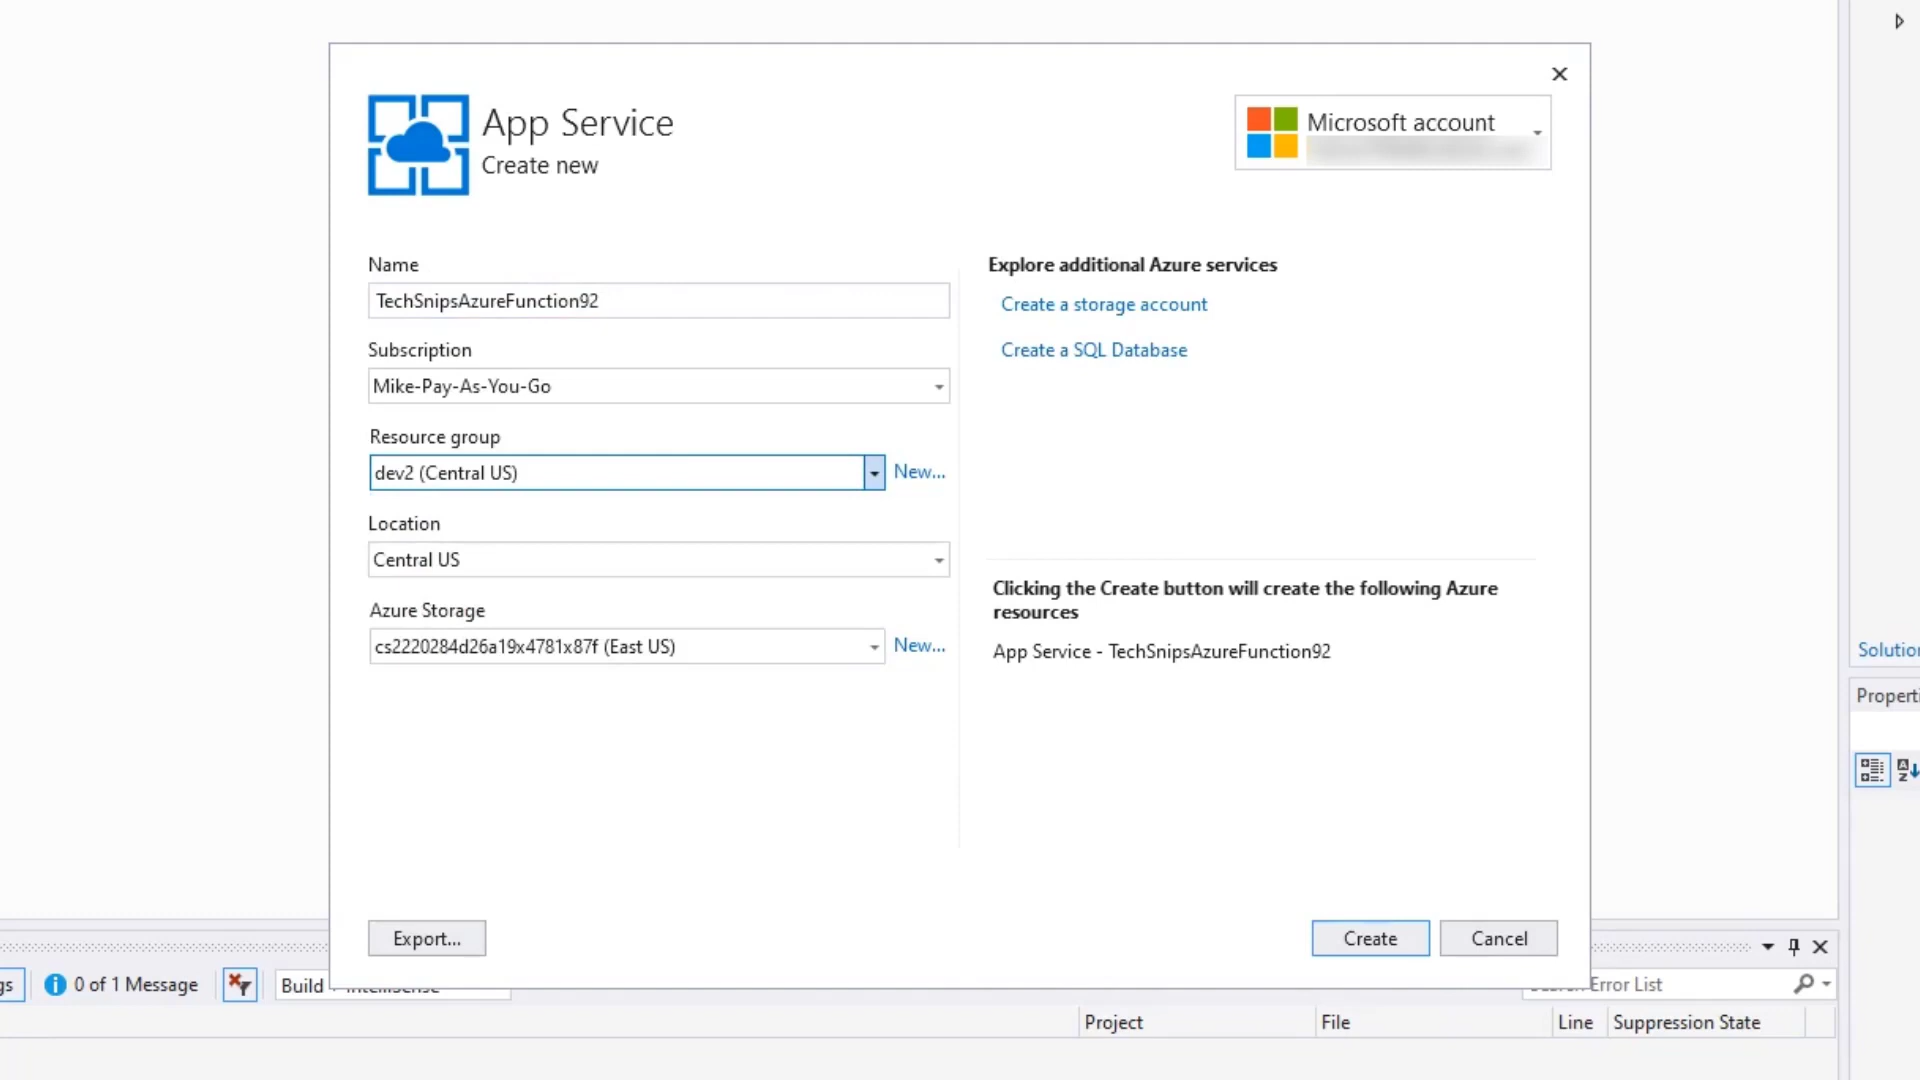 App Service
Create new
Microsoft account
Name
TechSnipsAzureFunction92
Subscription
Mike-Pay-As-You-Go
Resource group
dev2 (Central US)
New...
Location
Central US
Azure Storage
cs2220284d26a19x4781x87f (East US)
New...
Explore additional Azure services
Create a storage account
Create a SQL Database
Clicking the Create button will create the following Azure
resources
App Service - TechSnipsAzureFunction92
Export...
Create
Cancel
gs
0 of 1 Message
Build
Error List
Project
File
Line
Suppression State
Solution
Properti